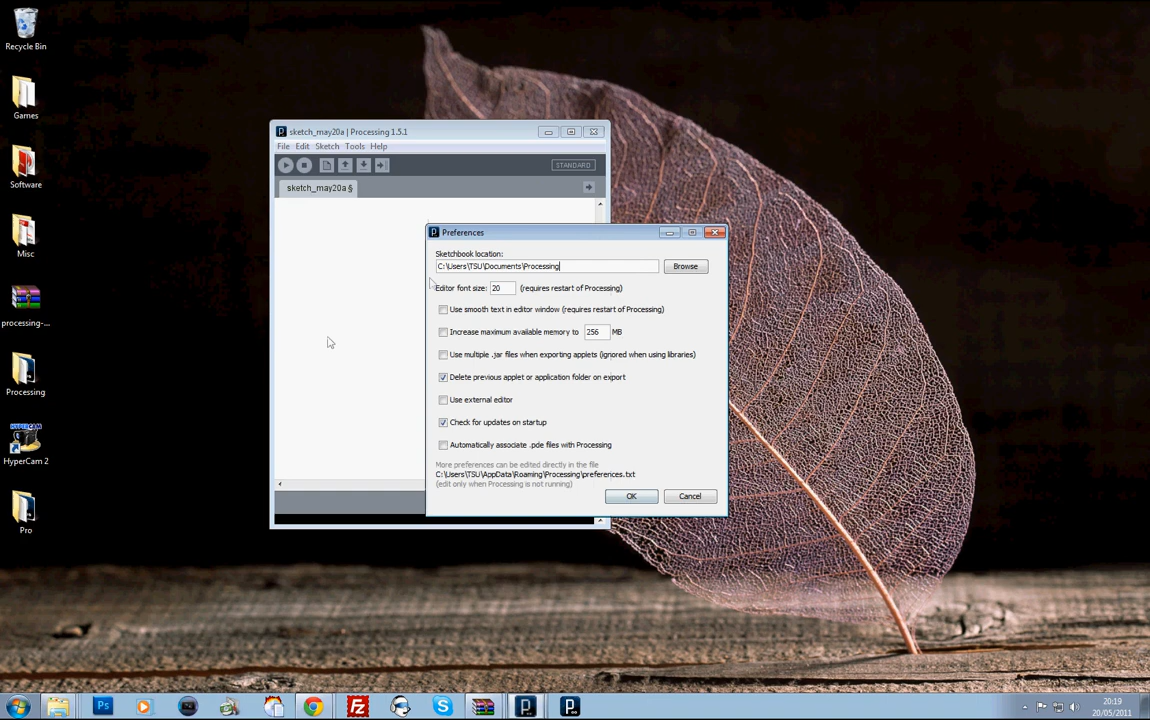 Recycle Bin
Games
Software
Misc
processing-...
Processing
HYPERCAM
HyperCam 2
Pro
sketch_may20a | Processing 1.5.1
File Edit Sketch Tools Help
STANDARD
sketch_may20a §
Preferences
Sketchbook location:
C:\Users\TSU\Documents\Processing
Browse
Editor font size: 20 (requires restart of Processing)
Use smooth text in editor window (requires restart of Processing)
Increase maximum available memory to 256 MB
Use multiple .jar files when exporting applets (ignored when using libraries)
Delete previous applet or application folder on export
Use external editor
Check for updates on startup
Automatically associate .pde files with Processing
More preferences can be edited directly in the file
C:\Users\TSU\AppData\Roaming\Processing\preferences.txt
(edit only when Processing is not running)
OK Cancel
Ps
Fz
20:19
20/05/2011